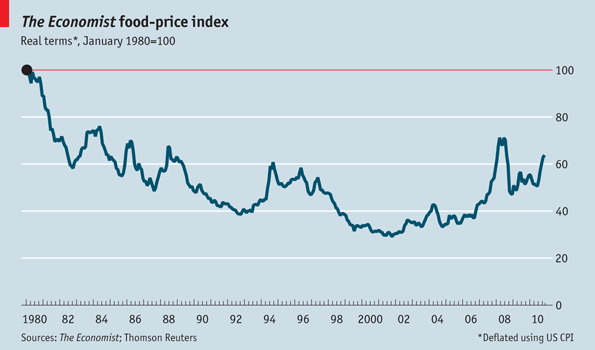 The Economist food-price index
Real terms*, January 1980=100
100
80
60
40
20
0
1980 82 84 86 88 90 92 94 96 98 2000 02 04 06 08 10
Sources: The Economist; Thomson Reuters *Deflated using US CPI